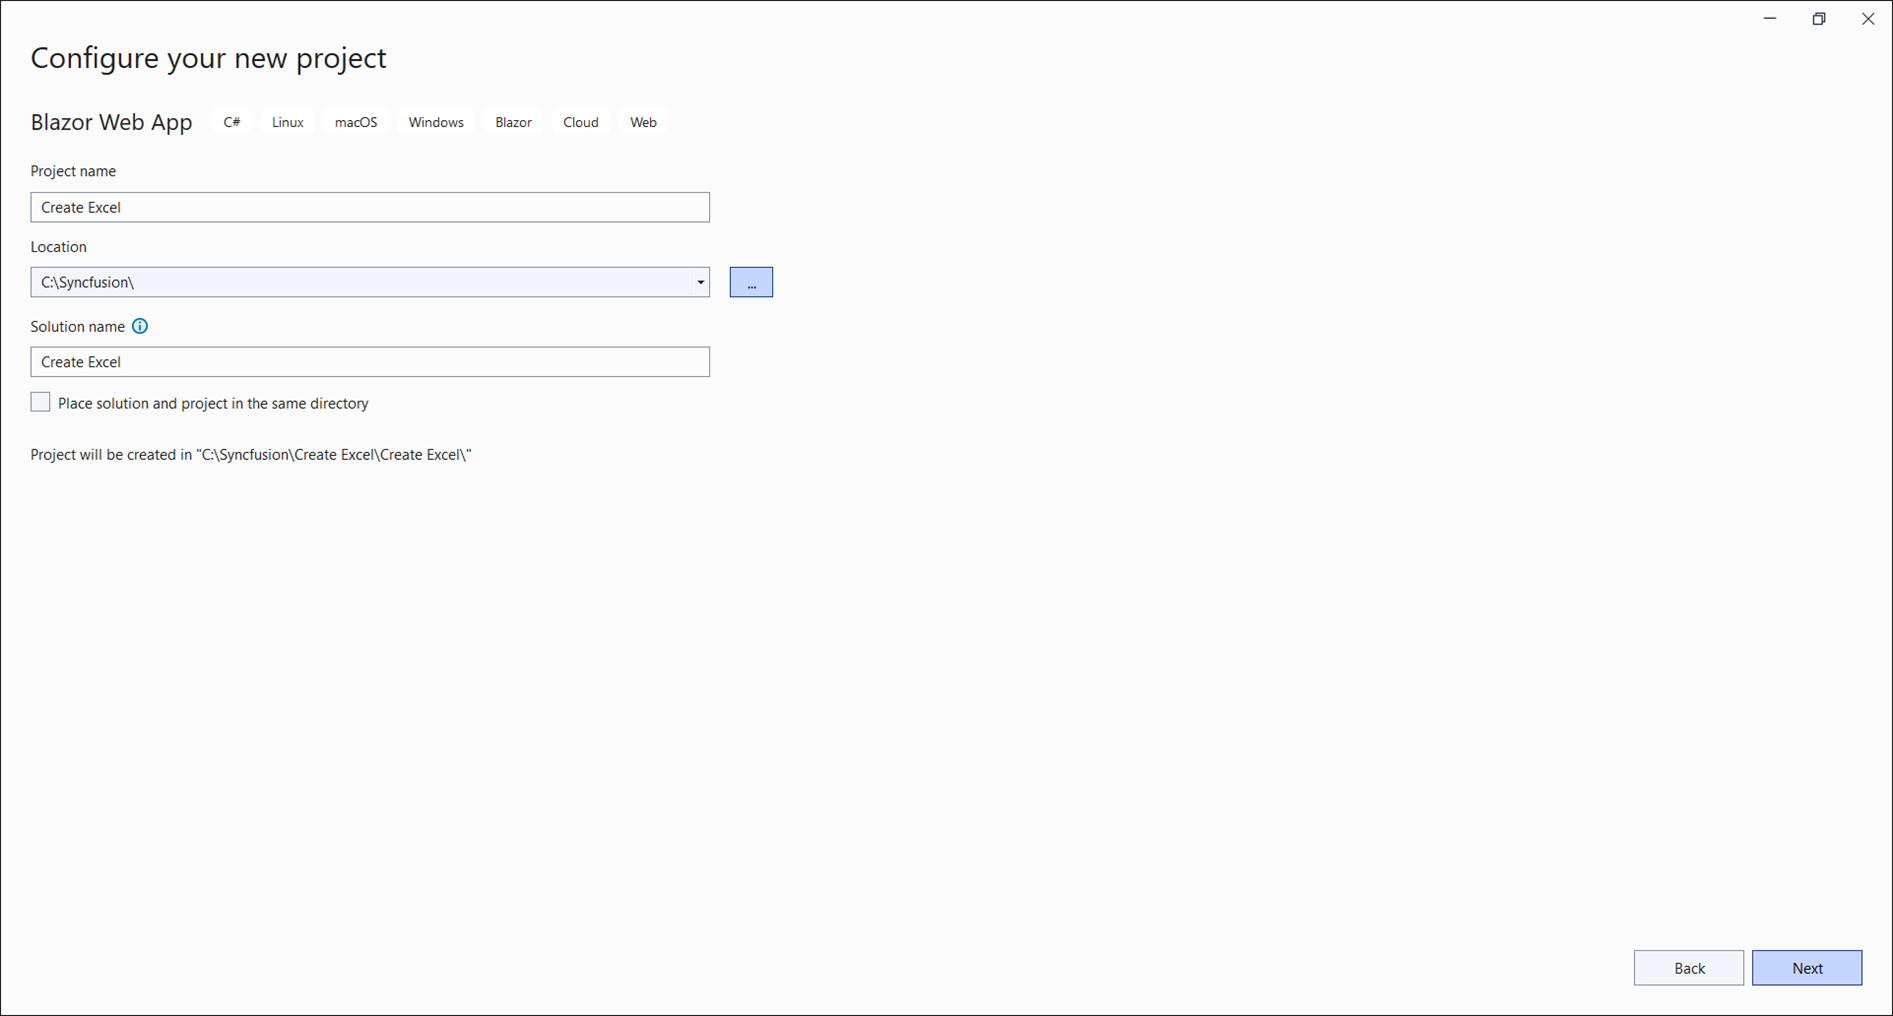 Configure your new project
Blazor Web App C# Linux macOS Windows Blazor Cloud Web
Project name
Create Excel
Location
C:\Syncfusion\
...
Solution name
Create Excel
Place solution and project in the same directory
Project will be created in "C:\Syncfusion\Create Excel\Create Excel\"
Back Next